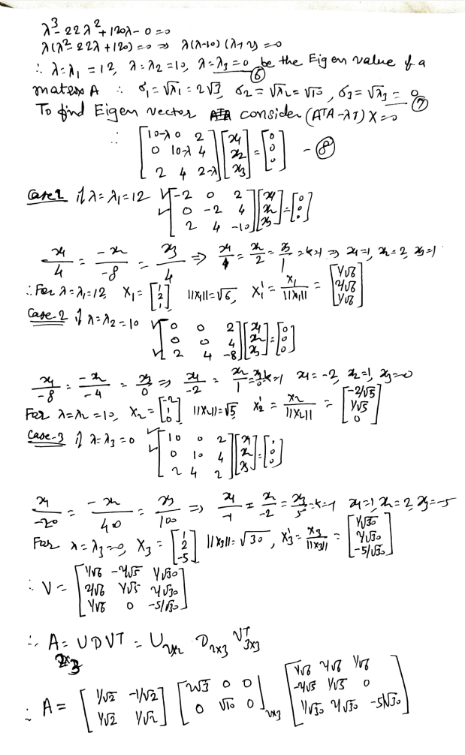 λ³- 22λ²+120λ-0=0
λ(λ²-22λ+120)=0 ⇒ λ(λ-10)(λ-12)=0
∴ λ=λ₁=12, λ=λ₂=10, λ=λ₃=0 be the Eigen value of a
⑥
matrix A ∴ σ₁=√λ₁=2√3, σ₂=√λ₂=√10, σ₃=√λ₃=0
⑦
To find Eigen vector consider (ATA-λI)X=0
∴ [10-λ 0 2] [x₁] [0]
[0 10-λ 4] [x₂] = [0] -⑧
[2 4 2-λ] [x₃] [0]
Case1 if λ=λ₁=12 [-2 0 2] [x₁] [0]
[0 -2 4] [x₂] = [0]
[2 4 -10] [x₃] [0]
x₁/4 = -x₂/-8 = x₃/4 ⇒ x₁/1 = x₂/2 = x₃/1 =k=1 ⇒ x₁=1, x₂=2 x₃=1
∴ For λ=λ₁=12, X₁ = [1 2 1] ||X₁||=√6, X₁' = X₁/||X₁|| = [1/√6 2/√6 1/√6]
Case-2 if λ=λ₂=10 [0 0 2] [x₁] [0]
[0 0 4] [x₂] = [0]
[2 4 -8] [x₃] [0]
x₁/-8 = -x₂/-4 = x₃/0 ⇒ x₁/-2 = x₂/1 = x₃/0 =k=1 x₁=-2, x₂=1, x₃=0
For λ=λ₂=10, X₂ = [-2 1 0] ||X₂||=√5 X₂' = X₂/||X₂|| = [-2/√5 1/√5 0]
Case-3 if λ=λ₃=0 [10 0 2] [x₁] [0]
[0 10 4] [x₂] = [0]
[2 4 2] [x₃] [0]
x₁/-20 = -x₂/40 = x₃/100 ⇒ x₁/-1 = x₂/-2 = x₃/5 =k=-1 x₁=1, x₂=2, x₃=-5
For λ=λ₃=0, X₃ = [1 2 -5] ||X₃||=√30, X₃' = X₃/||X₃|| = [1/√30 2/√30 -5/√30]
∴ V = [1/√6 -2/√5 1/√30]
[2/√6 1/√5 2/√30]
[1/√6 0 -5/√30]
∴ A = UDVT = U₂ₓ₂ D₂ₓ₃ VT₃ₓ₃
2x3
∴ A = [1/√2 -1/√2] [2√3 0 0] [1/√6 2/√6 1/√6]
[1/√2 1/√2] [0 √10 0]₂ₓ₃ [-2/√5 1/√5 0]
[1/√30 2/√30 -5/√30]